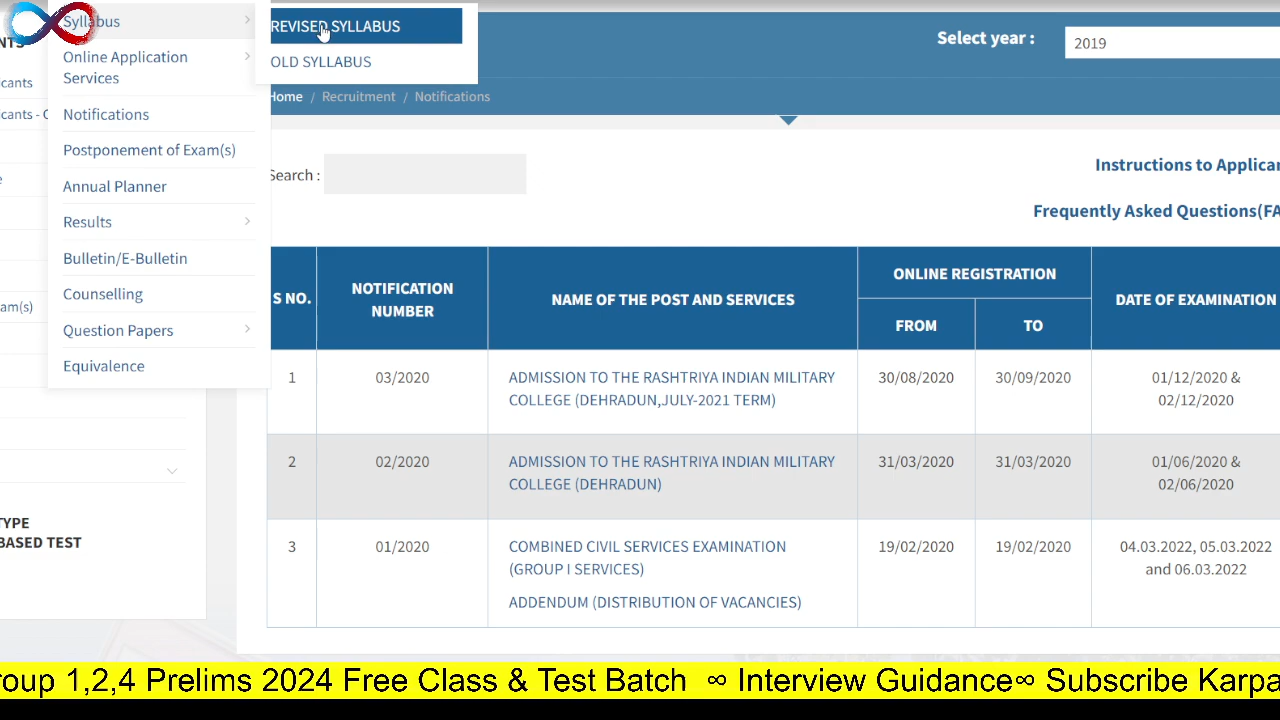 Syllabus
REVISED SYLLABUS
OLD SYLLABUS
Online Application
Services
Notifications
Postponement of Exam(s)
Annual Planner
Results
Bulletin/E-Bulletin
Counselling
Question Papers
Equivalence
NTS
icants
icants - C
e
am(s)
TYPE
BASED TEST
Select year :
2019
Home / Recruitment / Notifications
Search :
Instructions to Applican
Frequently Asked Questions(FA
S NO.
NOTIFICATION
NUMBER
NAME OF THE POST AND SERVICES
ONLINE REGISTRATION
FROM
TO
DATE OF EXAMINATION
1
03/2020
ADMISSION TO THE RASHTRIYA INDIAN MILITARY
COLLEGE (DEHRADUN,JULY-2021 TERM)
30/08/2020
30/09/2020
01/12/2020 &
02/12/2020
2
02/2020
ADMISSION TO THE RASHTRIYA INDIAN MILITARY
COLLEGE (DEHRADUN)
31/03/2020
31/03/2020
01/06/2020 &
02/06/2020
3
01/2020
COMBINED CIVIL SERVICES EXAMINATION
(GROUP I SERVICES)
ADDENDUM (DISTRIBUTION OF VACANCIES)
19/02/2020
19/02/2020
04.03.2022, 05.03.2022
and 06.03.2022
roup 1,2,4 Prelims 2024 Free Class & Test Batch ∞ Interview Guidance∞ Subscribe Karpa